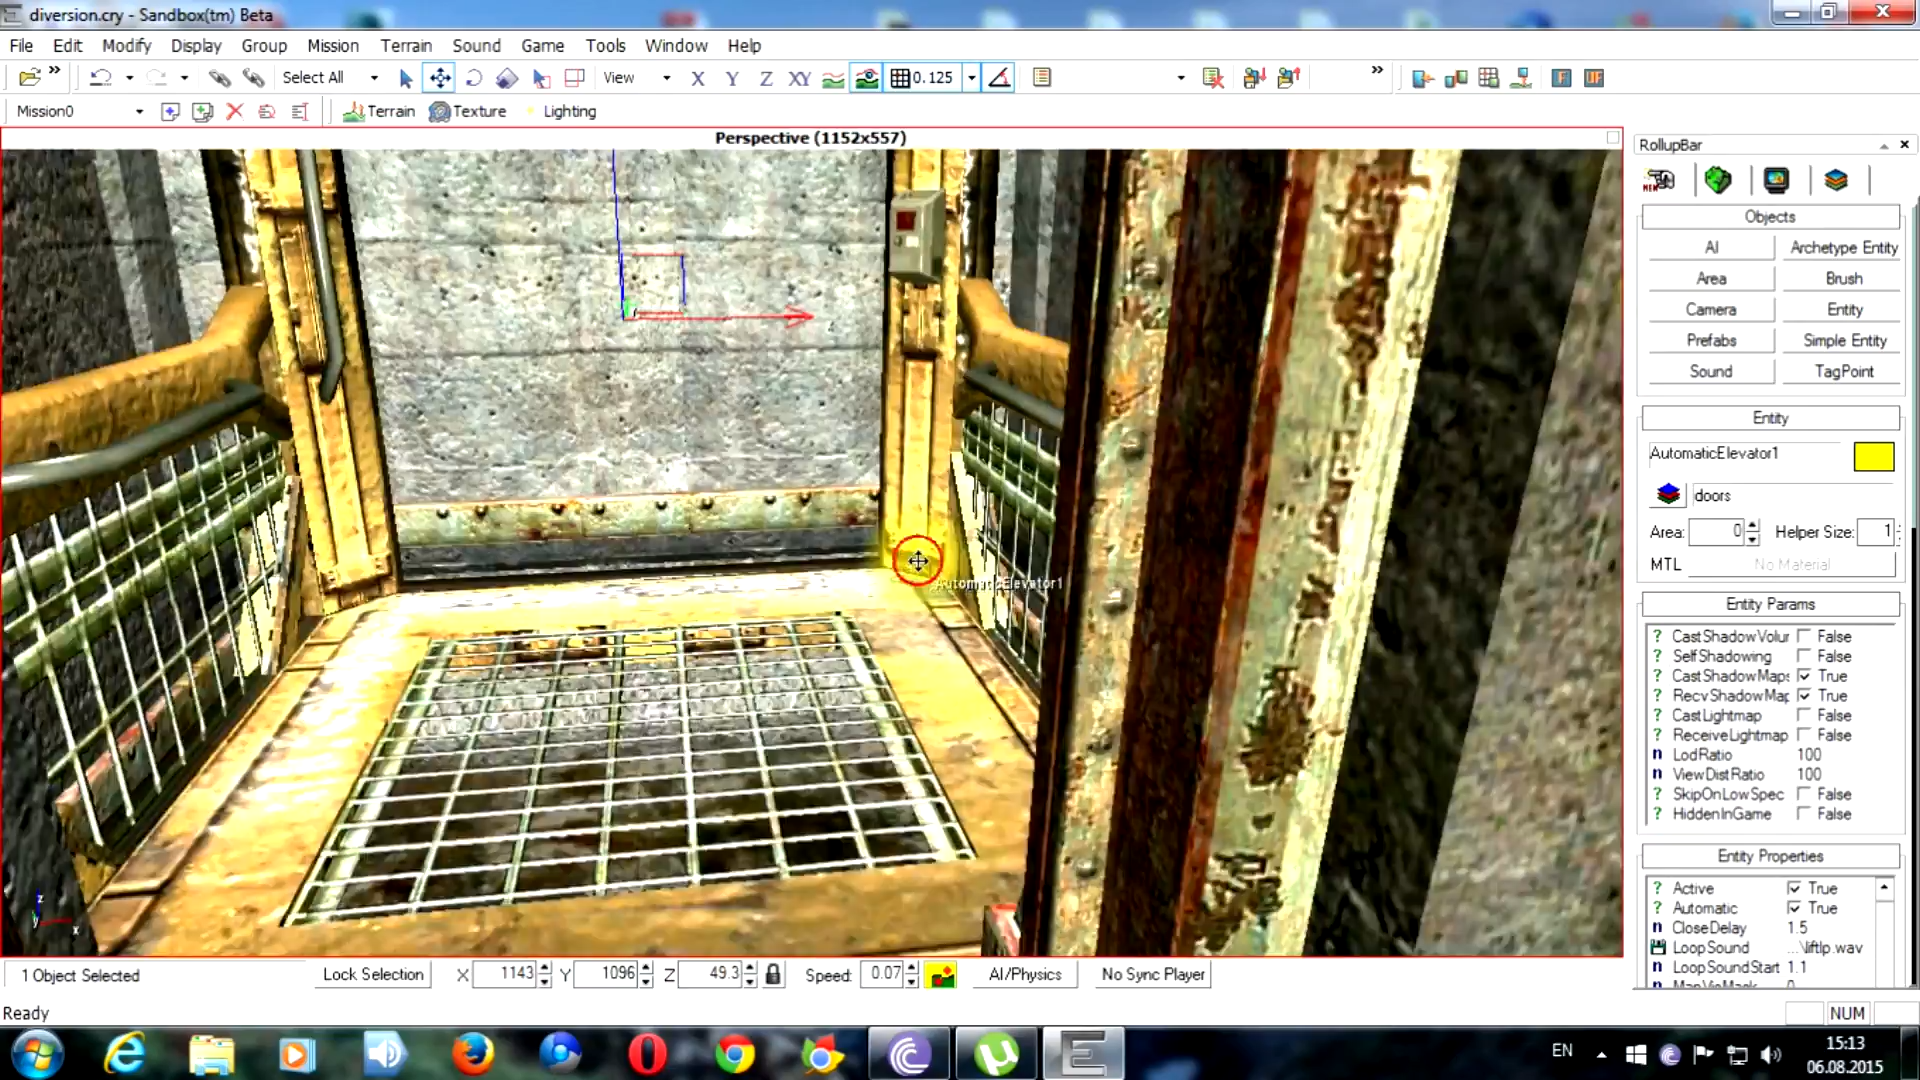 diversion.cry - Sandbox(tm) Beta
File Edit Modify Display Group Mission Terrain Sound Game Tools Window Help
Select All View X Y Z XY 0.125
Mission0 Terrain Texture Lighting
Perspective (1152x557)
RollupBar
Objects
AI Archetype Entity
Area Brush
Camera Entity
Prefabs Simple Entity
Sound TagPoint
Entity
AutomaticElevator1
doors
Area: 0 Helper Size: 1
MTL No Material
Entity Params
? CastShadowVolur False
? SelfShadowing False
? CastShadowMaps True
? RecvShadowMap True
? CastLightmap False
? ReceiveLightmap False
n LodRatio 100
n ViewDistRatio 100
? SkipOnLowSpec False
? HiddenInGame False
Entity Properties
? Active True
? Automatic True
n CloseDelay 1.5
LoopSound ...\liftlp.wav
n LoopSoundStart 1.1
AutomaticElevator1
z
y
x
1 Object Selected Lock Selection X 1143 Y 1096 Z 49.3 Speed: 0.07 AI/Physics No Sync Player
Ready
NUM
EN
15:13
06.08.2015